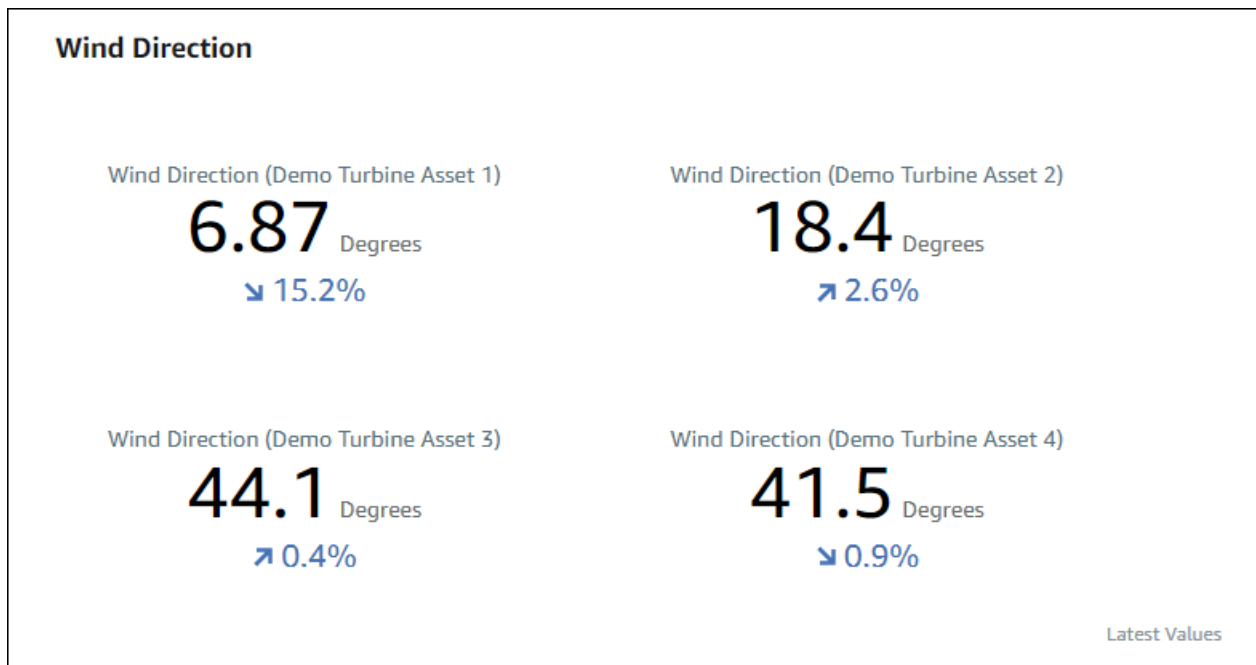 Wind Direction
Wind Direction (Demo Turbine Asset 1)
6.87 Degrees
↘ 15.2%
Wind Direction (Demo Turbine Asset 2)
18.4 Degrees
↗ 2.6%
Wind Direction (Demo Turbine Asset 3)
44.1 Degrees
↗ 0.4%
Wind Direction (Demo Turbine Asset 4)
41.5 Degrees
↘ 0.9%
Latest Values